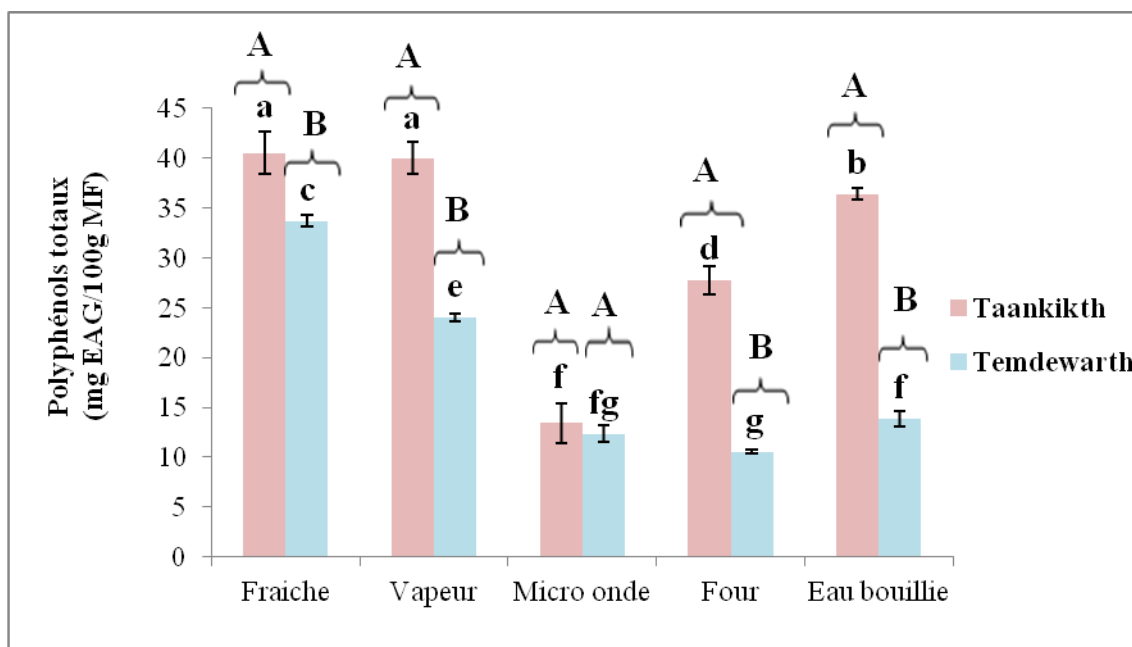 A
A
A
a
B
a
A
b
45
40
35
30
25
20
15
10
5
0
Polyphénols totaux
(mg EAG/100g MF)
c
B
e
A
A
f
fg
d
B
g
B
f
Taankikth
Temdewarth
Fraiche Vapeur Micro onde Four Eau bouillie